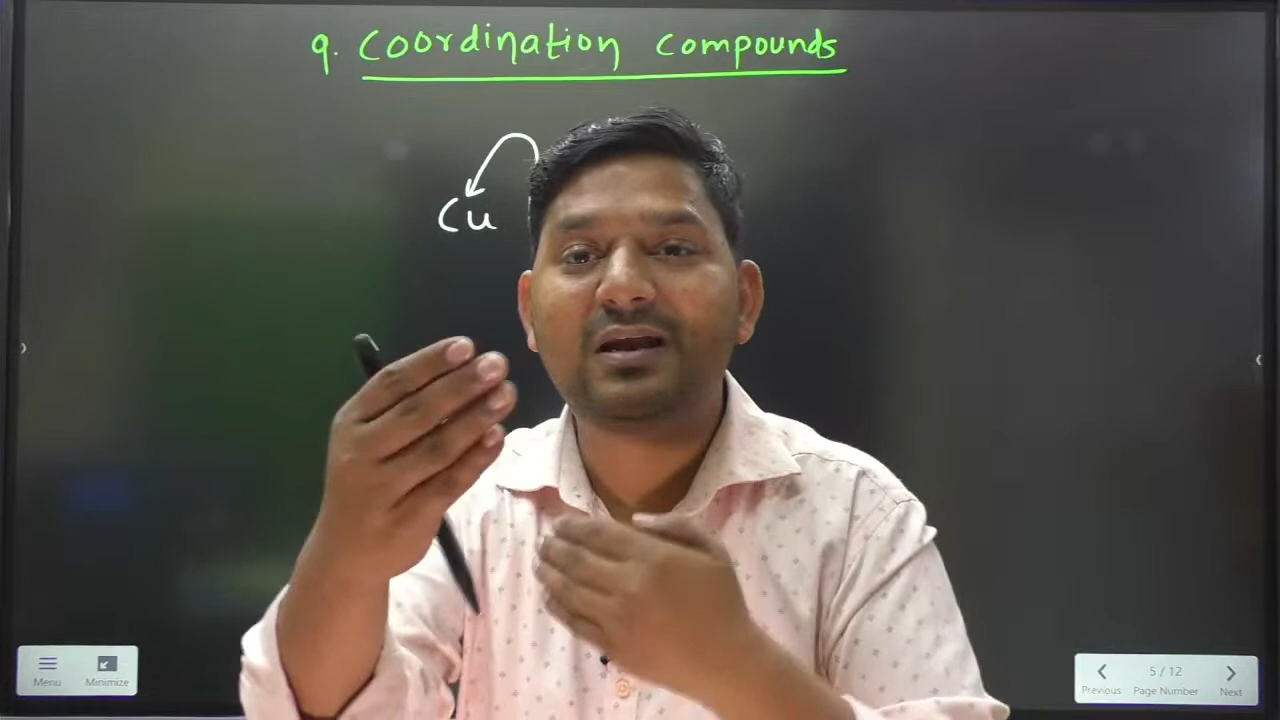 9. Coordination compounds
Cu
Menu
Minimize
5 / 12
Previous
Page Number
Next